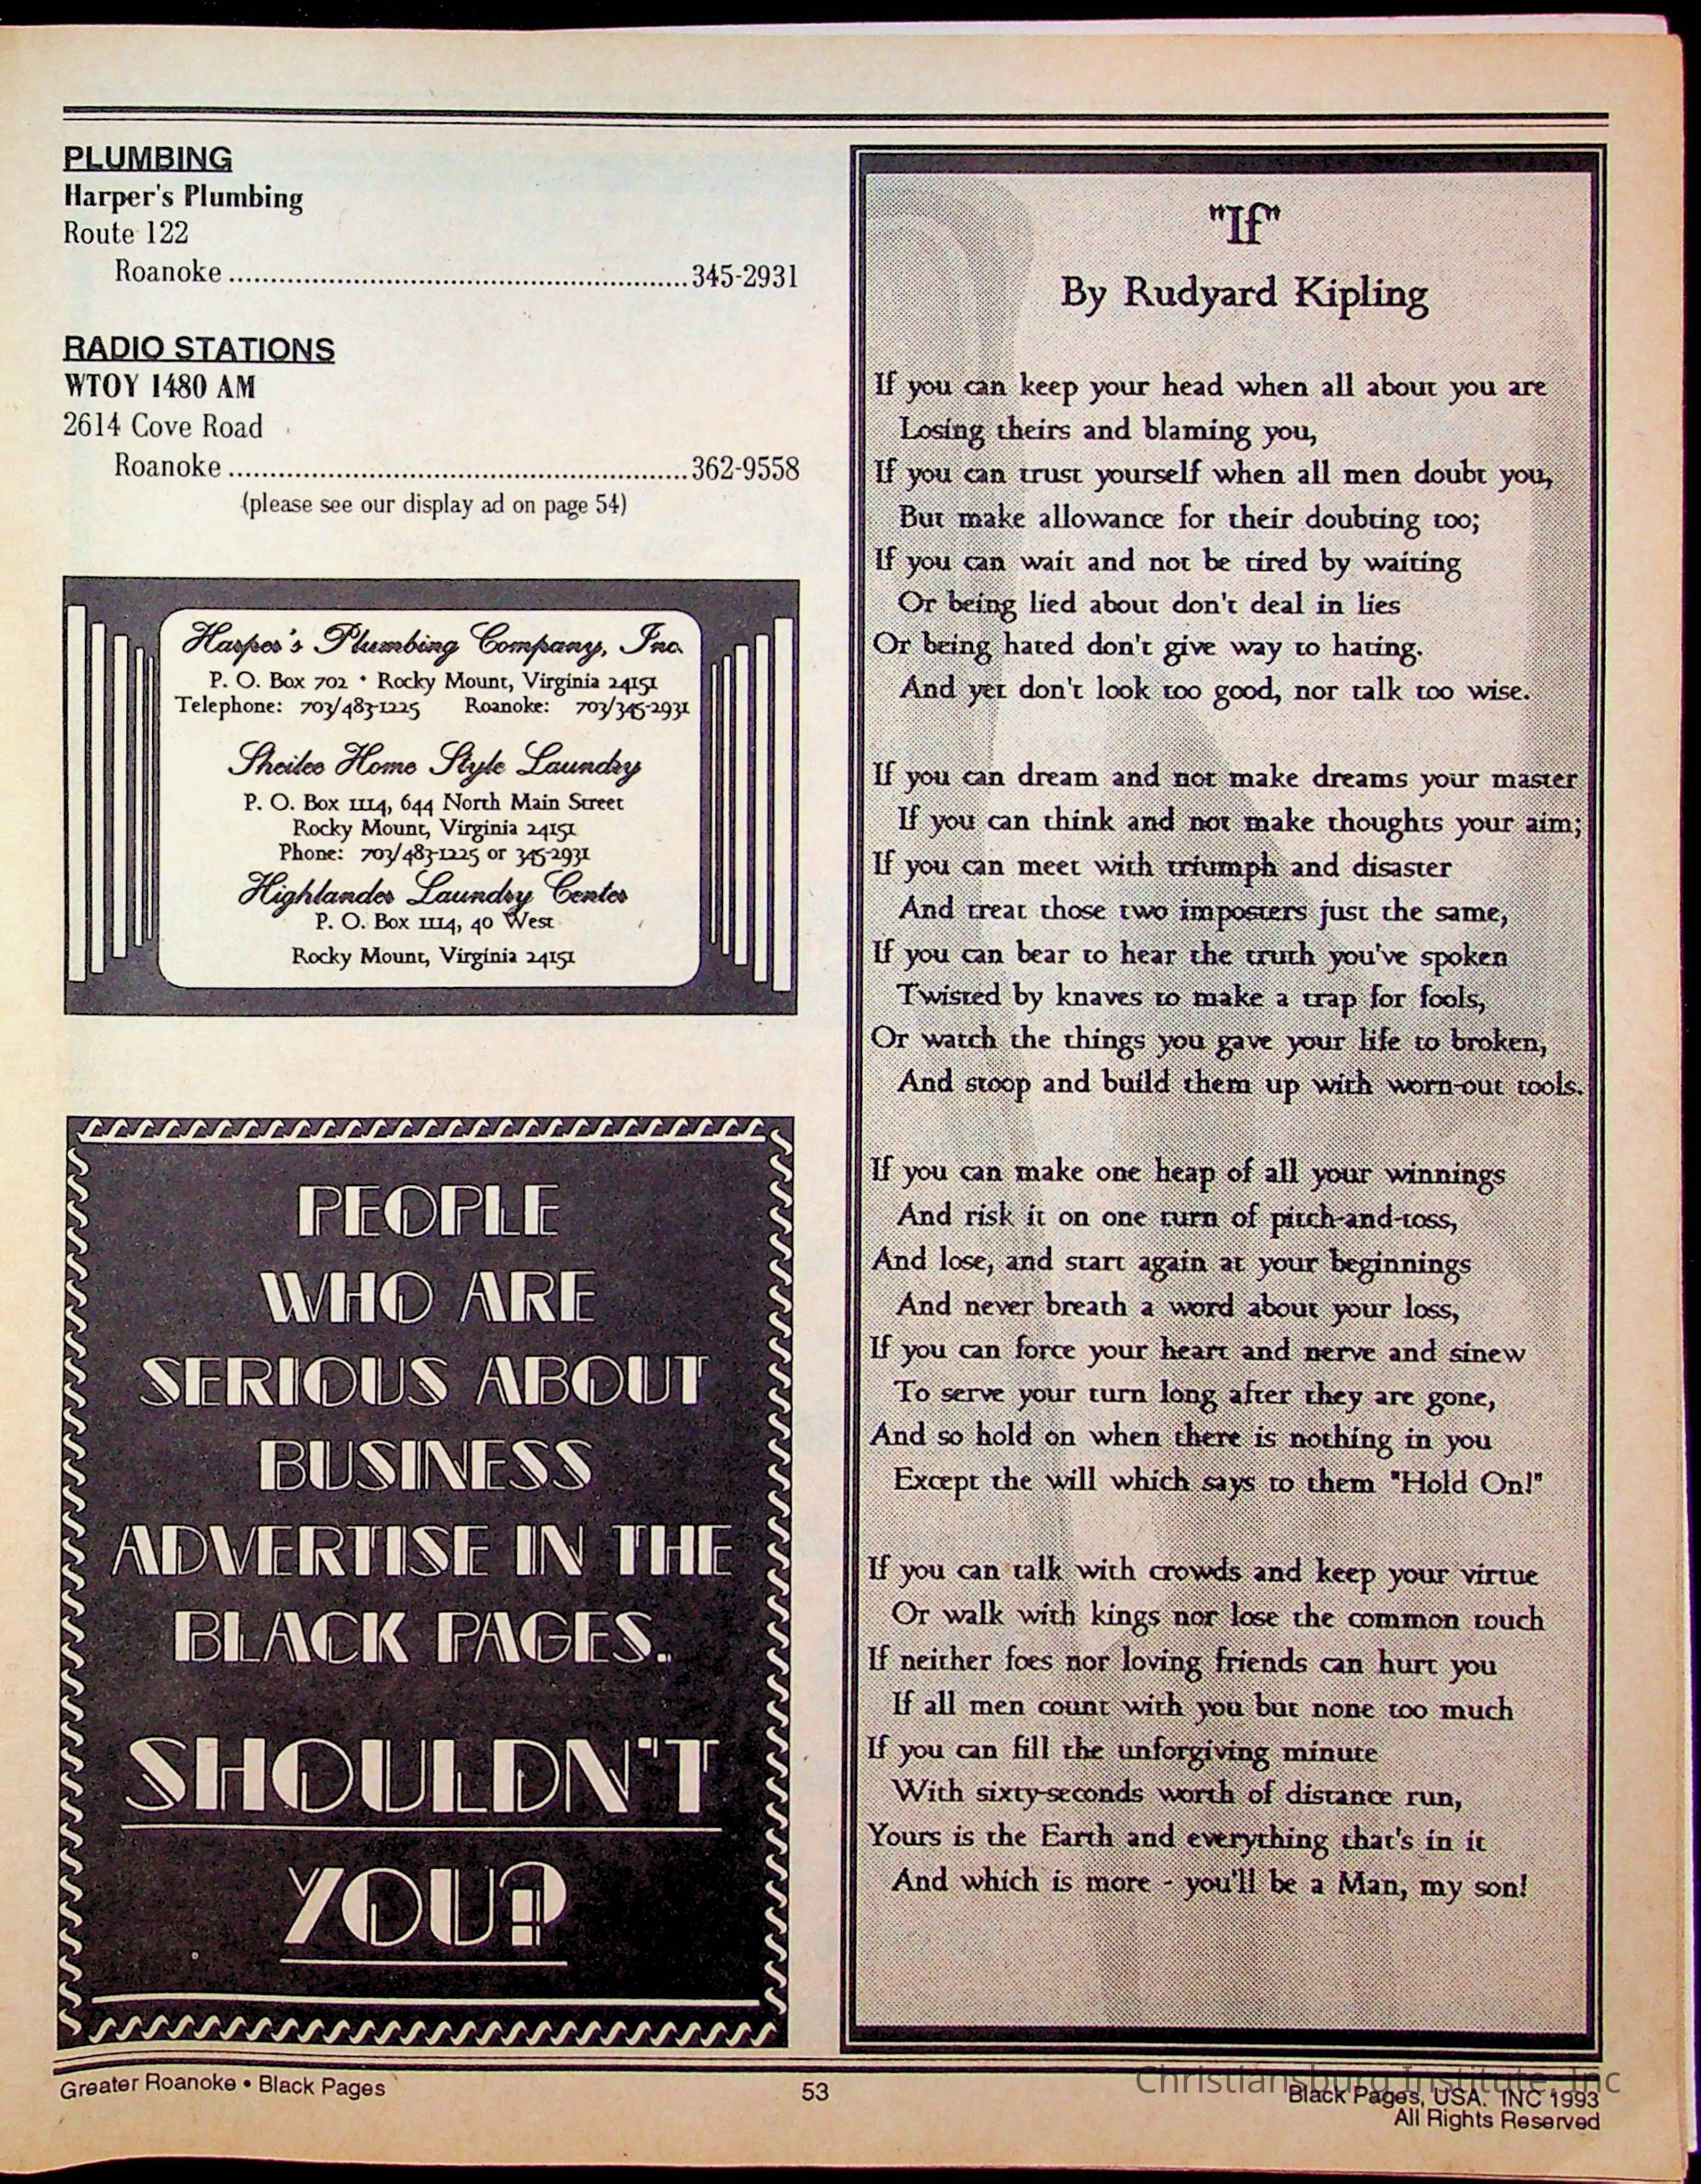 PLUMBING
Harper's Plumbing
Route 122
Roanoke ........................................................345-2931
RADIO STATIONS
WTOY 1480 AM
2614 Cove Road
Roanoke ........................................................362-9558
(please see our display ad on page 54)
Harper's Plumbing Company, Inc.
P. O. Box 702 • Rocky Mount, Virginia 24151
Telephone: 703/483-1225 Roanoke: 703/345-2931
Sheilee Home Style Laundry
P. O. Box 1114, 644 North Main Street
Rocky Mount, Virginia 24151
Phone: 703/483-1225 or 345-2931
Highlander Laundry Center
P. O. Box 1114, 40 West
Rocky Mount, Virginia 24151
PEOPLE
WHO ARE
SERIOUS ABOUT
BUSINESS
ADVERTISE IN THE
BLACK PAGES.
SHOULDN'T
YOU?
"If"
By Rudyard Kipling
If you can keep your head when all about you are
Losing theirs and blaming you,
If you can trust yourself when all men doubt you,
But make allowance for their doubting too;
If you can wait and not be tired by waiting
Or being lied about don't deal in lies
Or being hated don't give way to hating.
And yet don't look too good, nor talk too wise.
If you can dream and not make dreams your master
If you can think and not make thoughts your aim;
If you can meet with triumph and disaster
And treat those two imposters just the same,
If you can bear to hear the truth you've spoken
Twisted by knaves to make a trap for fools,
Or watch the things you gave your life to broken,
And stoop and build them up with worn-out tools.
If you can make one heap of all your winnings
And risk it on one turn of pitch-and-toss,
And lose, and start again at your beginnings
And never breath a word about your loss,
If you can force your heart and nerve and sinew
To serve your turn long after they are gone,
And so hold on when there is nothing in you
Except the will which says to them "Hold On!"
If you can talk with crowds and keep your virtue
Or walk with kings nor lose the common touch
If neither foes nor loving friends can hurt you
If all men count with you but none too much
If you can fill the unforgiving minute
With sixty-seconds worth of distance run,
Yours is the Earth and everything that's in it
And which is more - you'll be a Man, my son!
Greater Roanoke • Black Pages
53
Christiansburg Institute, Inc
Black Pages, USA. INC 1993
All Rights Reserved